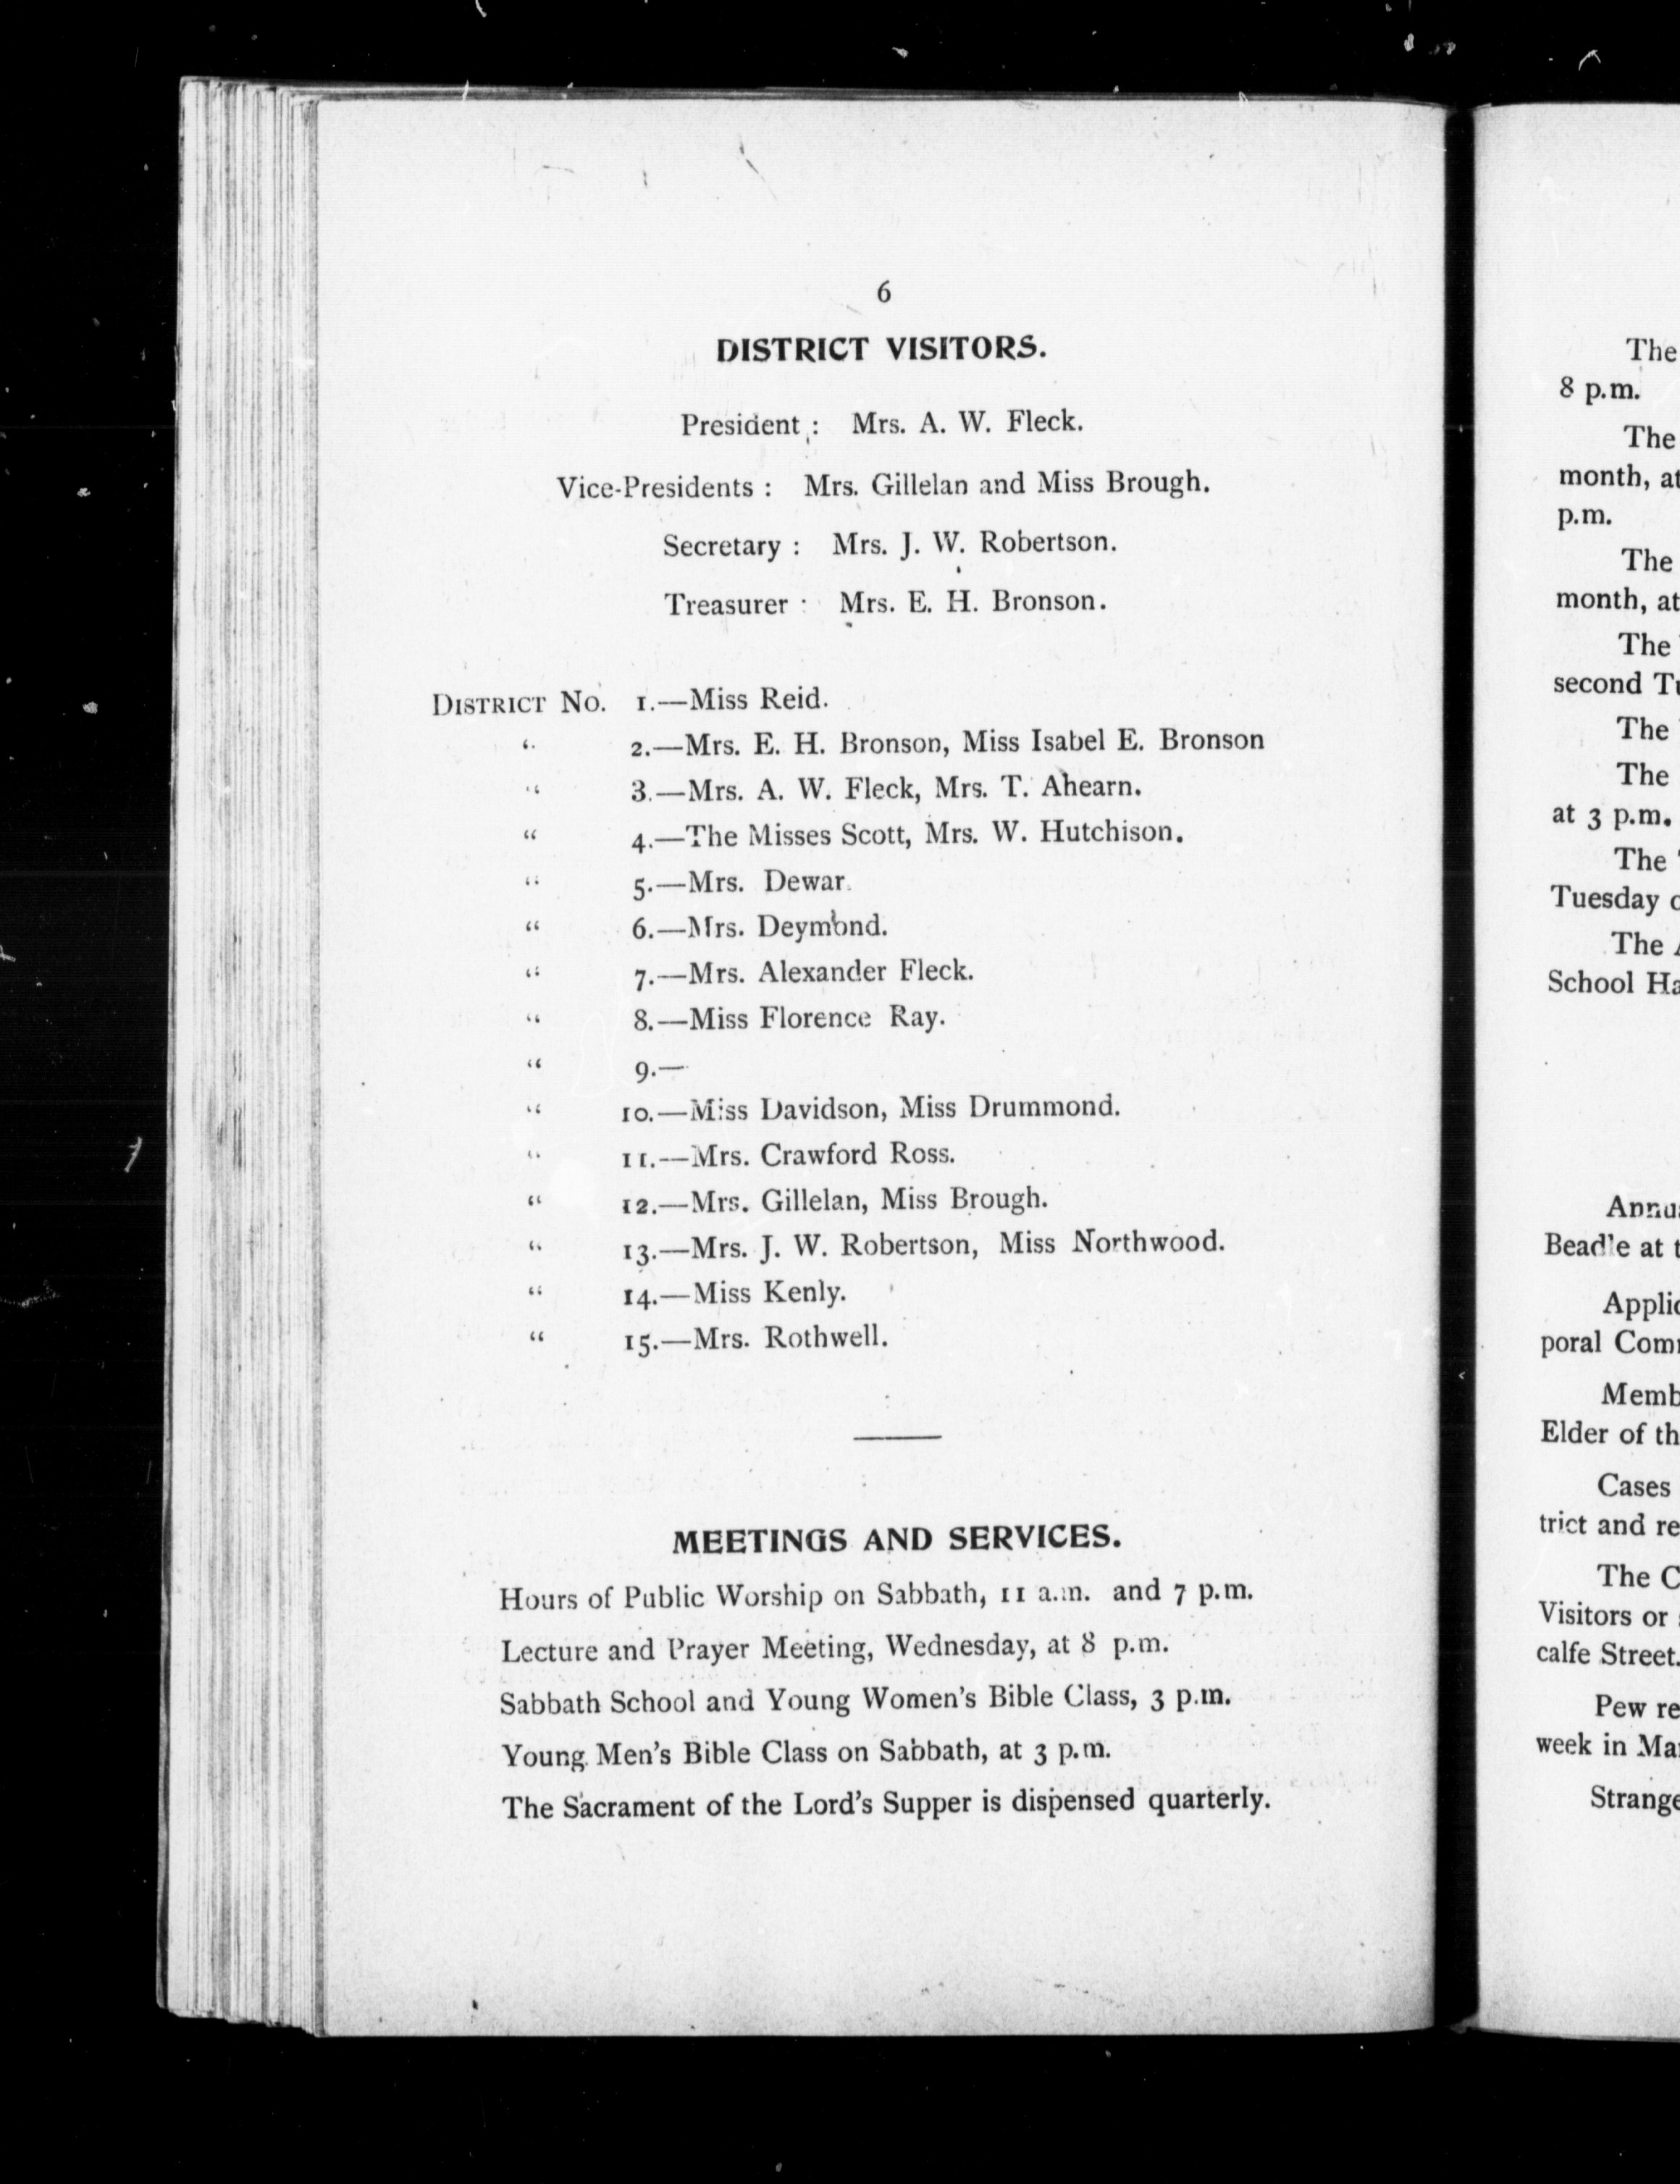 6
DISTRICT VISITORS.
President : Mrs. A. W. Fleck.
Vice-Presidents : Mrs. Gillelan and Miss Brough.
Secretary : Mrs. J. W. Robertson.
Treasurer : Mrs. E. H. Bronson.
DISTRICT NO. 1.—Miss Reid.
“ 2.—Mrs. E. H. Bronson, Miss Isabel E. Bronson
“ 3.—Mrs. A. W. Fleck, Mrs. T. Ahearn.
“ 4.—The Misses Scott, Mrs. W. Hutchison.
“ 5.—Mrs. Dewar.
“ 6.—Mrs. Deymond.
“ 7.—Mrs. Alexander Fleck.
“ 8.—Miss Florence Ray.
“ 9.—
“ 10.—Miss Davidson, Miss Drummond.
“ 11.—Mrs. Crawford Ross.
“ 12.—Mrs. Gillelan, Miss Brough.
“ 13.—Mrs. J. W. Robertson, Miss Northwood.
“ 14.—Miss Kenly.
“ 15.—Mrs. Rothwell.
MEETINGS AND SERVICES.
Hours of Public Worship on Sabbath, 11 a.m. and 7 p.m.
Lecture and Prayer Meeting, Wednesday, at 8 p.m.
Sabbath School and Young Women's Bible Class, 3 p.m.
Young Men's Bible Class on Sabbath, at 3 p.m.
The Sacrament of the Lord's Supper is dispensed quarterly.
The
8 p.m.
The
month, at
p.m.
The
month, at
The
second
The
The
at 3 p.m.
The
Tuesday
The
School
Beadle at
poral
Elder of
Cases
trict and
The
Visitors or
calfe Street.
Pew
week in